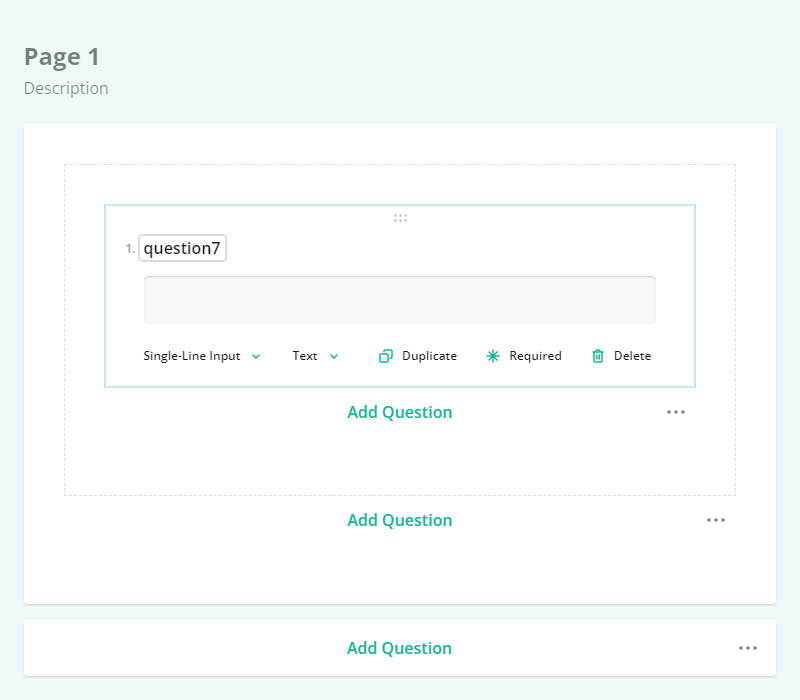 Page 1
Description
1. question7
Single-Line Input Text Duplicate Required Delete
Add Question
Add Question
Add Question